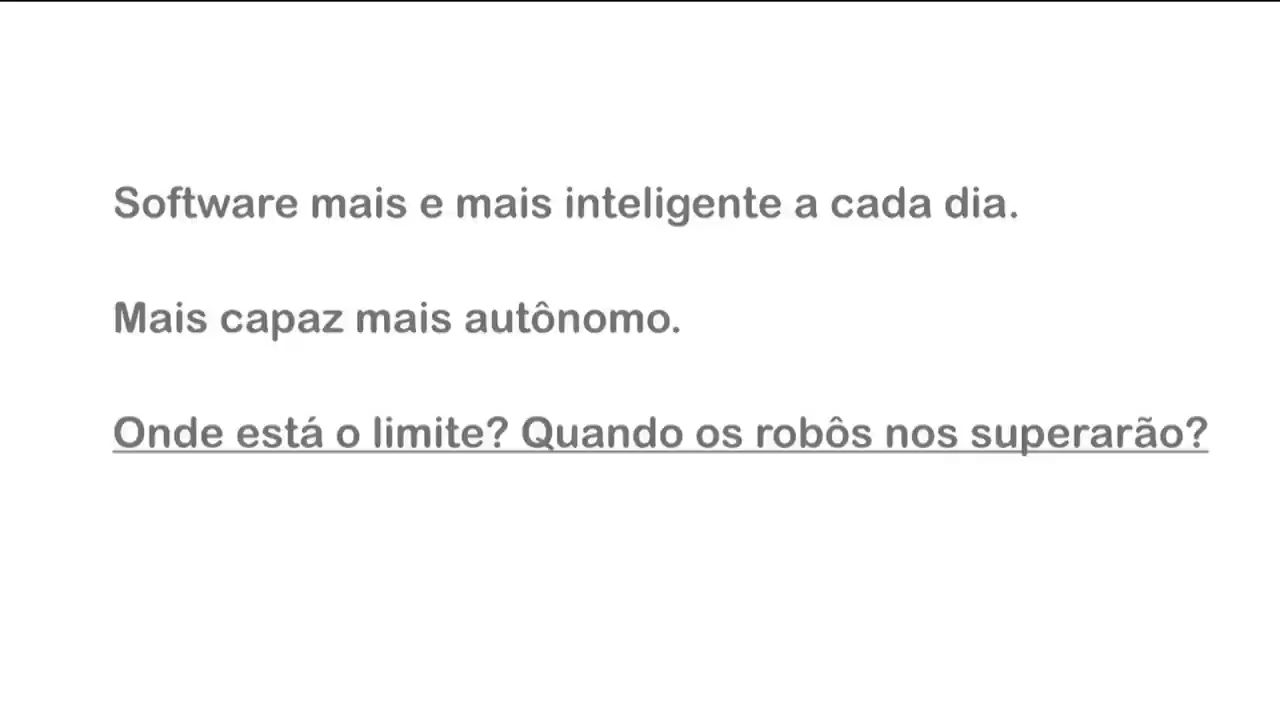 Software mais e mais inteligente a cada dia.
Mais capaz mais autônomo.
Onde está o limite? Quando os robôs nos superarão?